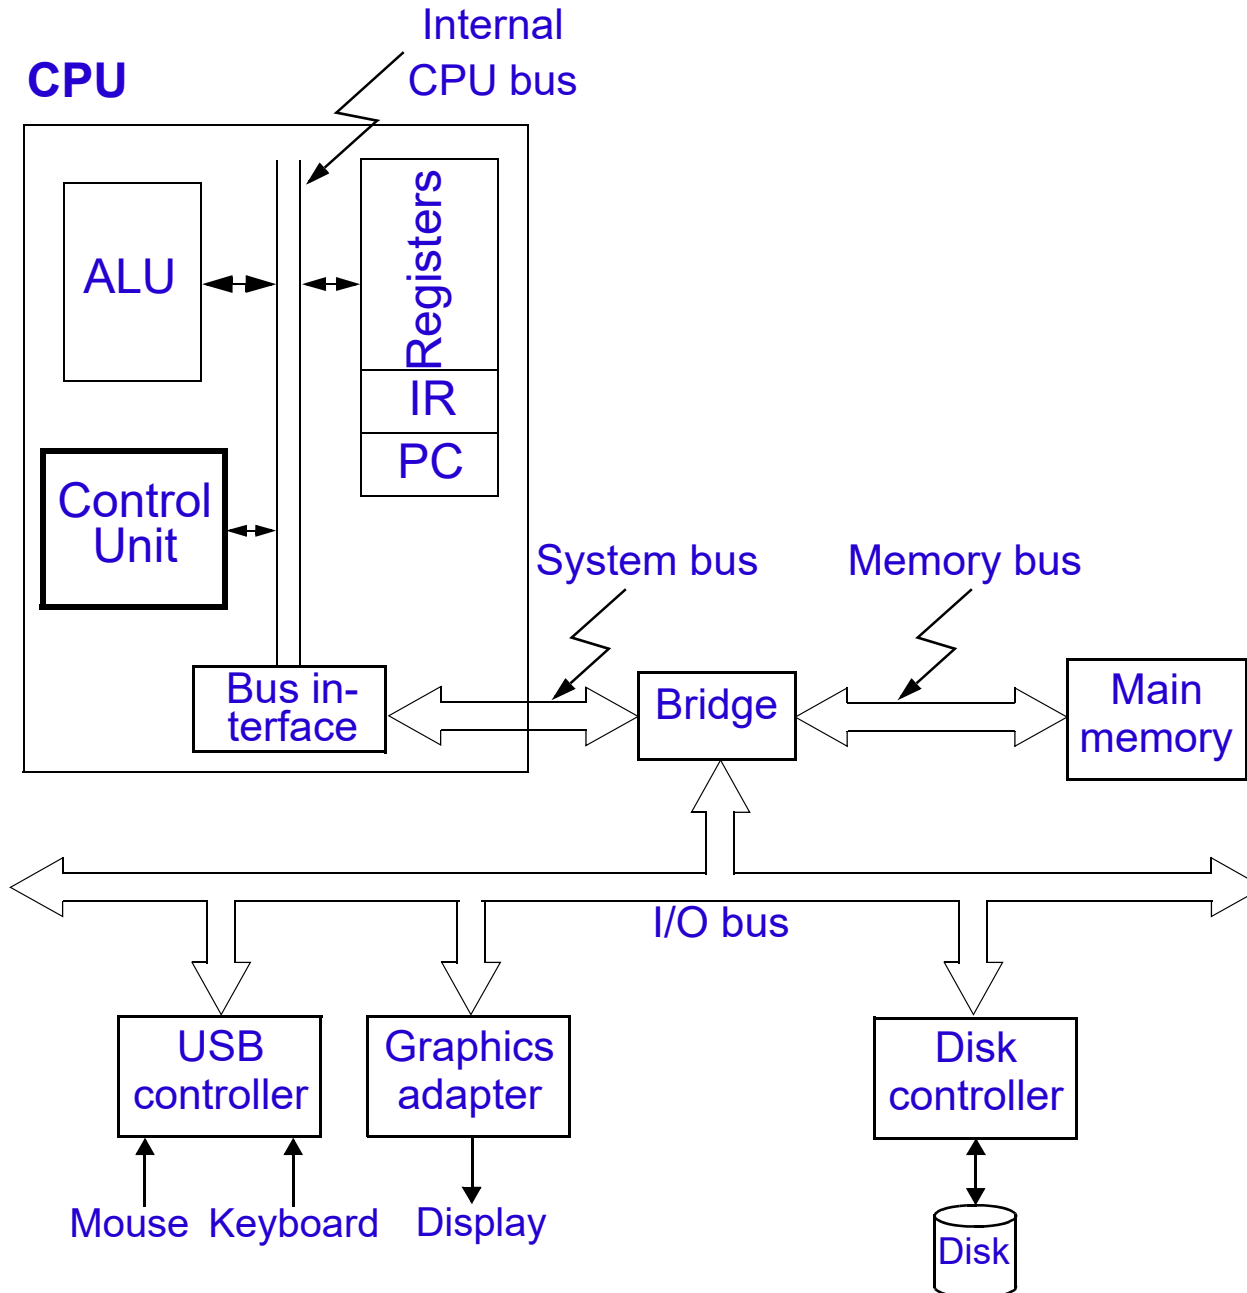 Internal
CPU bus
CPU
ALU
Registers
IR
PC
Control
Unit
System bus
Memory bus
Bus in-
terface
Bridge
Main
memory
I/O bus
USB
controller
Graphics
adapter
Disk
controller
Mouse
Keyboard
Display
Disk